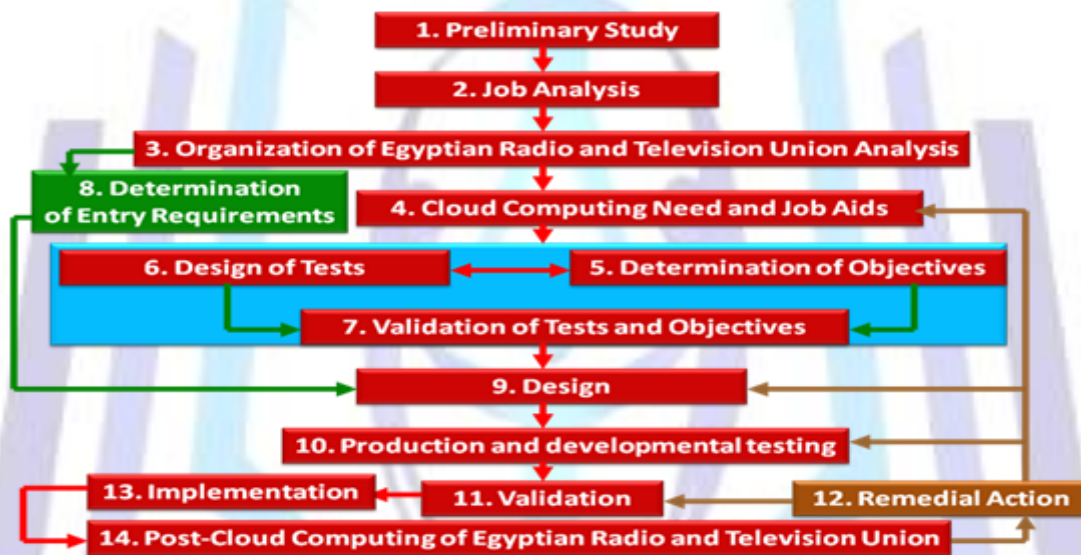 1. Preliminary Study
2. Job Analysis
3. Organization of Egyptian Radio and Television Union Analysis
8. Determination
of Entry Requirements
4. Cloud Computing Need and Job Aids
6. Design of Tests
5. Determination of Objectives
7. Validation of Tests and Objectives
9. Design
10. Production and developmental testing
13. Implementation
11. Validation
12. Remedial Action
14. Post-Cloud Computing of Egyptian Radio and Television Union